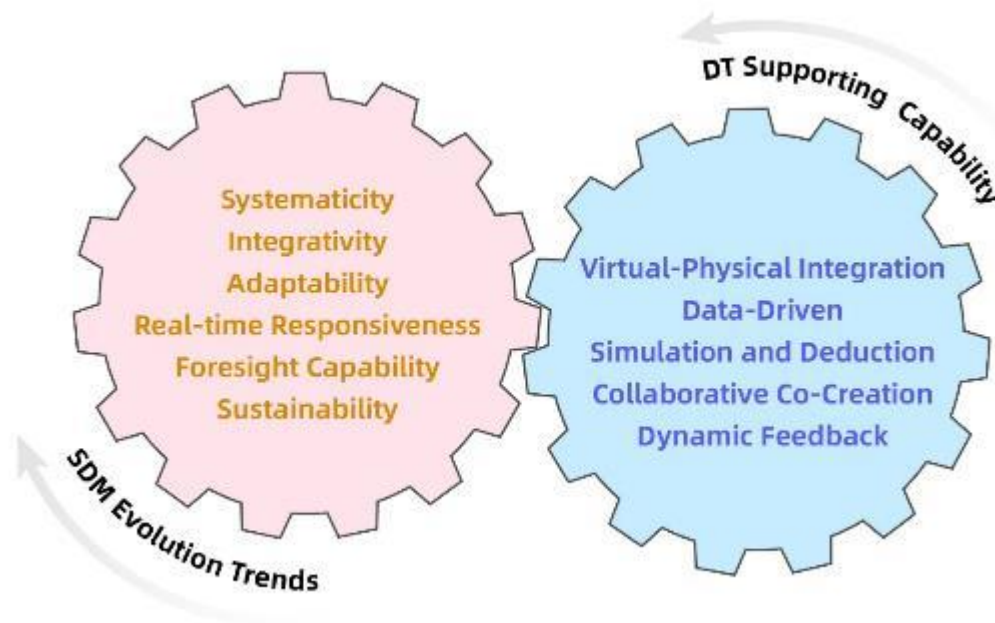 DT Supporting Capability
Systematicity
Integrativity
Adaptability
Real-time Responsiveness
Foresight Capability
Sustainability
Virtual-Physical Integration
Data-Driven
Simulation and Deduction
Collaborative Co-Creation
Dynamic Feedback
SDM Evolution Trends